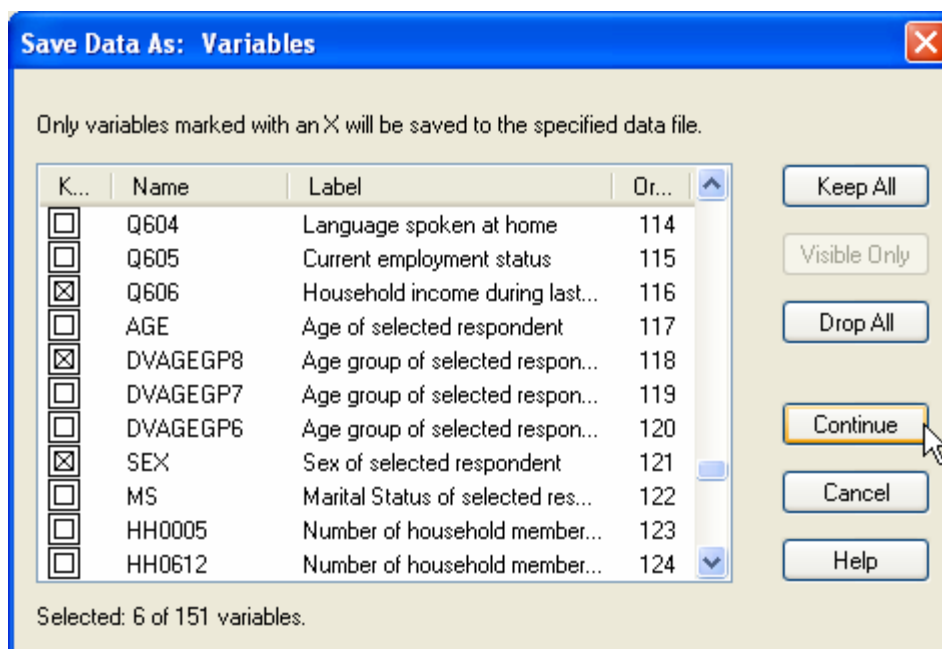 Save Data As: Variables
Only variables marked with an X will be saved to the specified data file.
K... Name Label Or...
Q604 Language spoken at home 114
Q605 Current employment status 115
Q606 Household income during last... 116
AGE Age of selected respondent 117
DVAGEGP8 Age group of selected respon... 118
DVAGEGP7 Age group of selected respon... 119
DVAGEGP6 Age group of selected respon... 120
SEX Sex of selected respondent 121
MS Marital Status of selected res... 122
HH0005 Number of household member... 123
HH0612 Number of household member... 124
Keep All
Visible Only
Drop All
Continue
Cancel
Help
Selected: 6 of 151 variables.